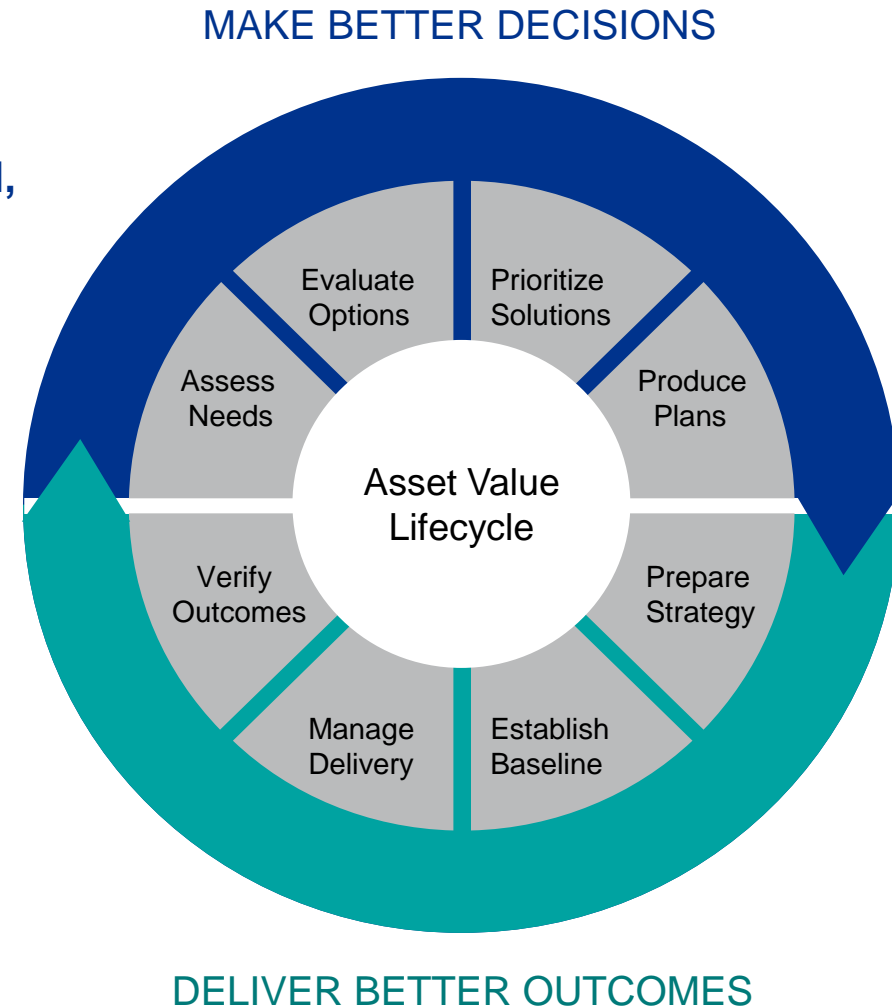 MAKE BETTER DECISIONS
Evaluate
Options
Prioritize
Solutions
Assess
Needs
Produce
Plans
Asset Value
Lifecycle
Verify
Outcomes
Prepare
Strategy
Manage
Delivery
Establish
Baseline
DELIVER BETTER OUTCOMES